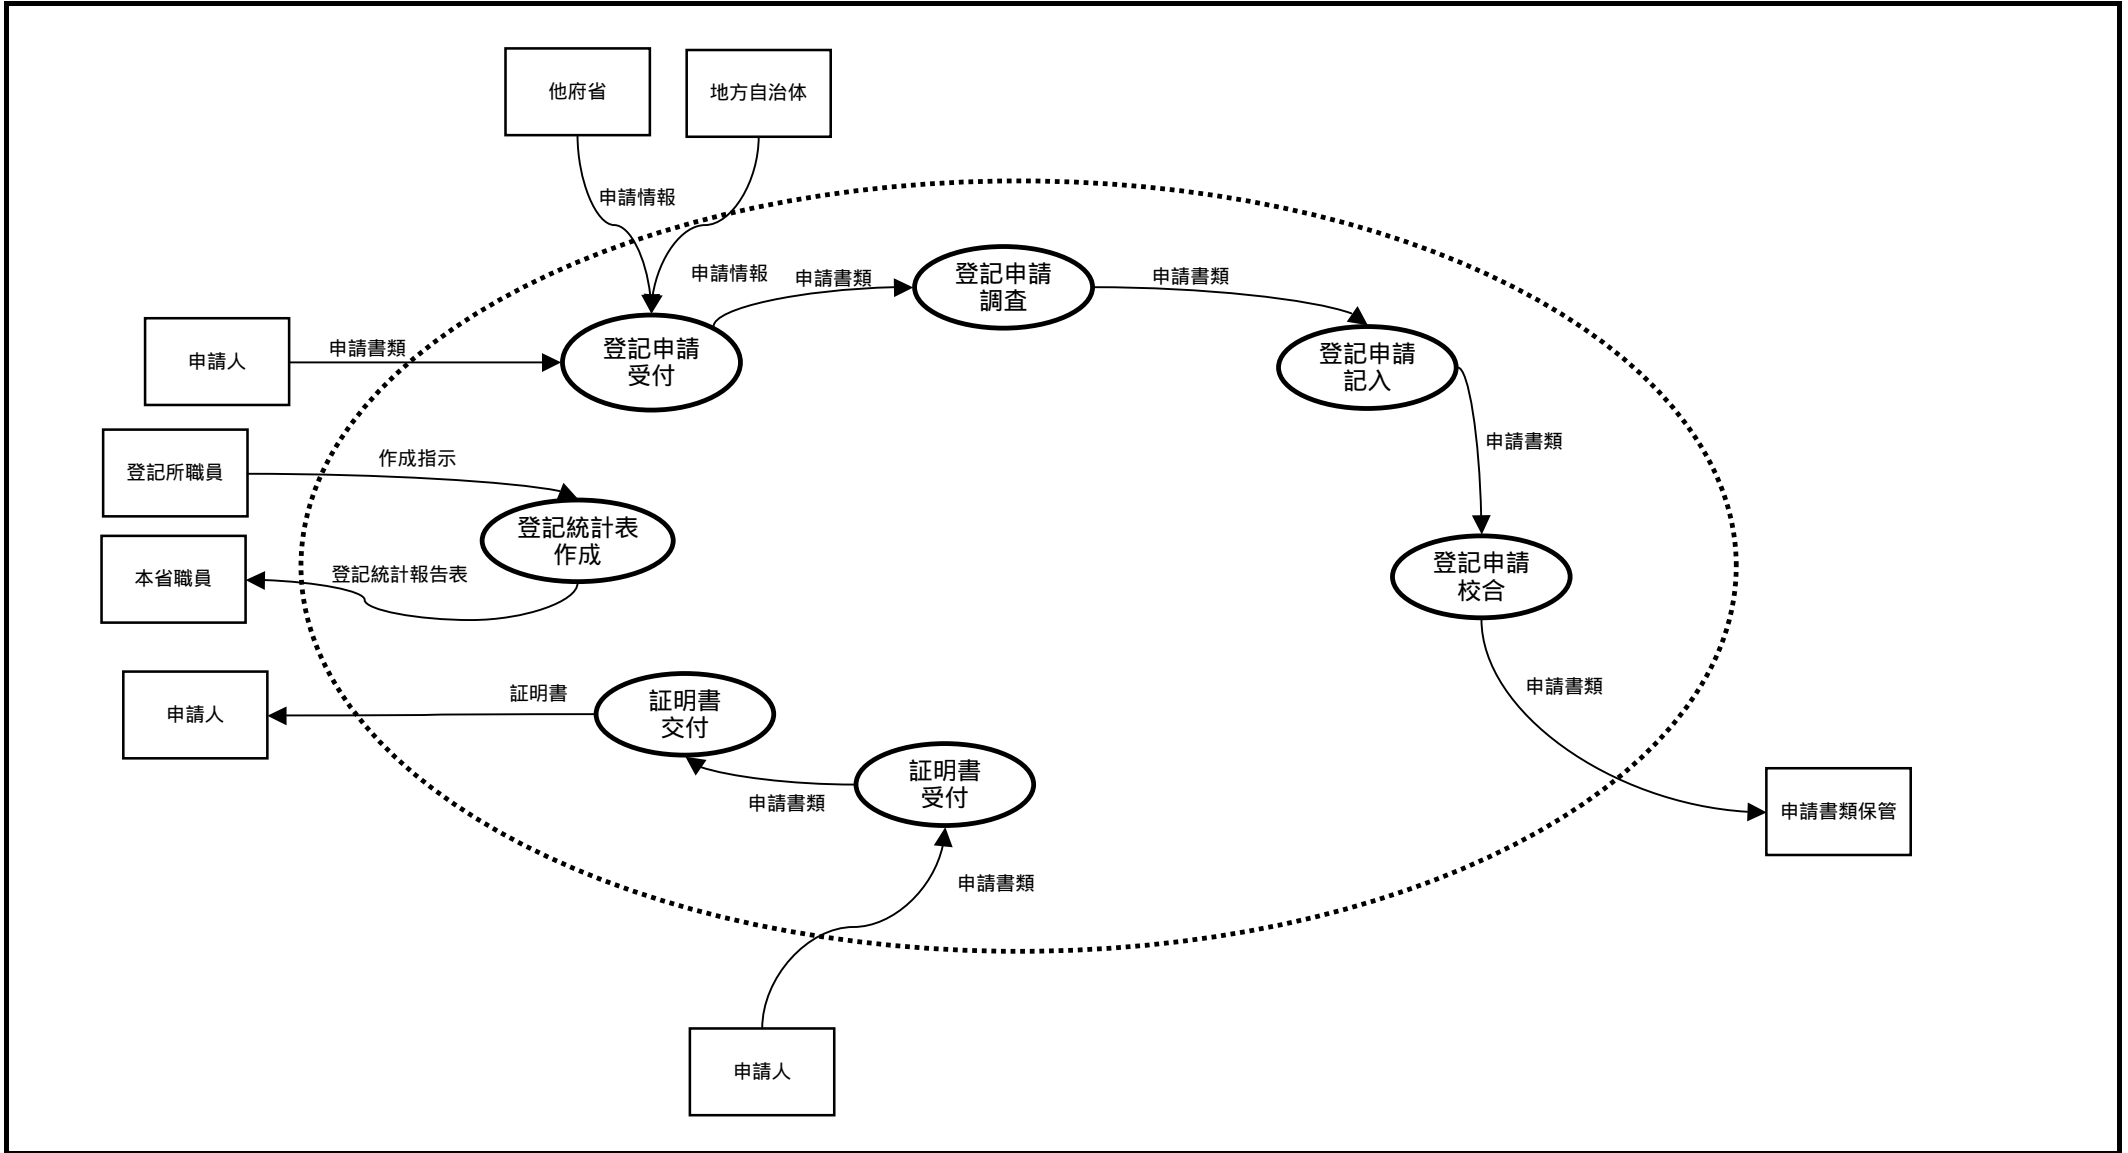 他府省
地方自治体
申請情報
申請情報
申請書類
登記申請
調査
申請書類
申請人
申請書類
登記申請
受付
登記申請
記入
登記所職員
作成指示
申請書類
登記統計表
作成
本省職員
登記統計報告表
登記申請
校合
申請人
証明書
証明書
交付
申請書類
証明書
受付
申請書類
申請書類保管
申請書類
申請人